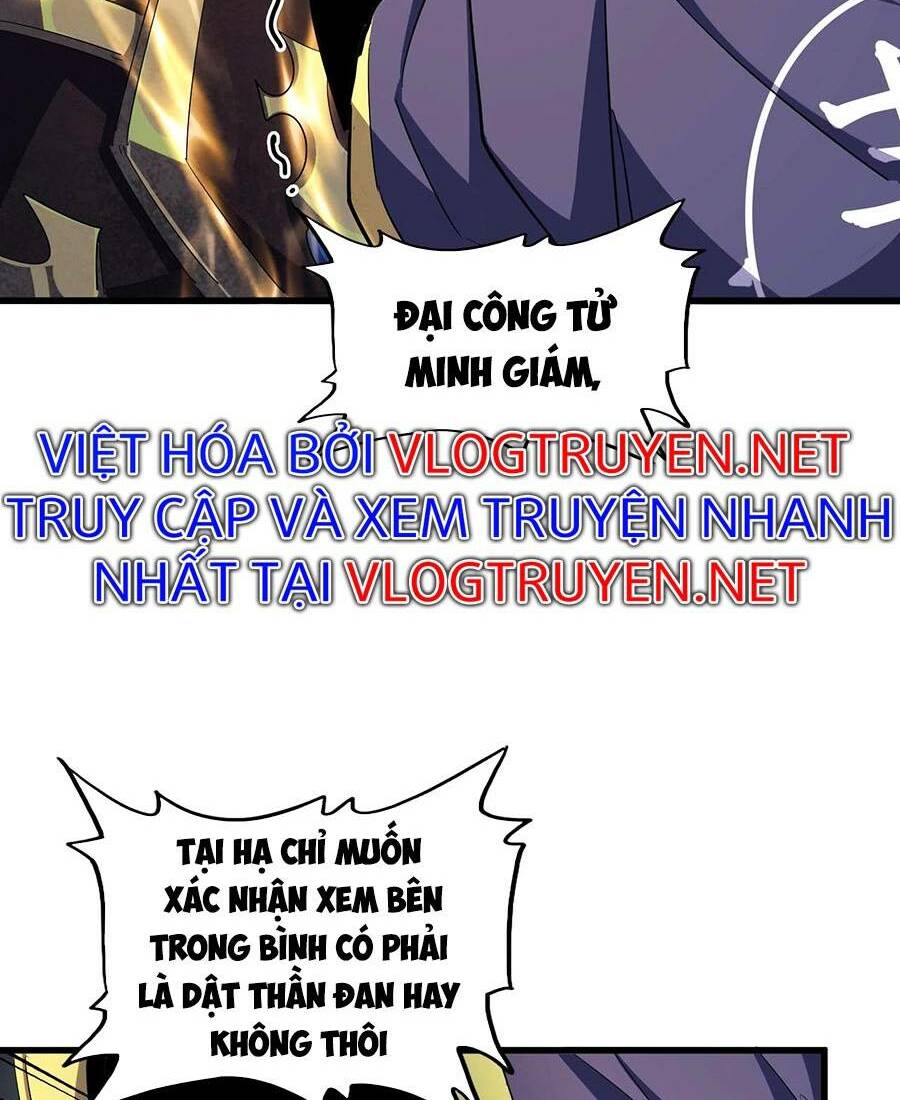 ĐẠI CÔNG TỬ
MINH GIÁM,
VIỆT HÓA BỞI VLOGTRUYEN.NET
TRUY CẬP VÀ XEM TRUYỆN NHANH
NHẤT TẠI VLOGTRUYEN.NET
TẠI HẠ CHỈ MUỐN
XÁC NHẬN XEM BÊN
TRONG BÌNH CÓ PHẢI
LÀ DẬT THẦN ĐAN HAY
KHÔNG THÔI